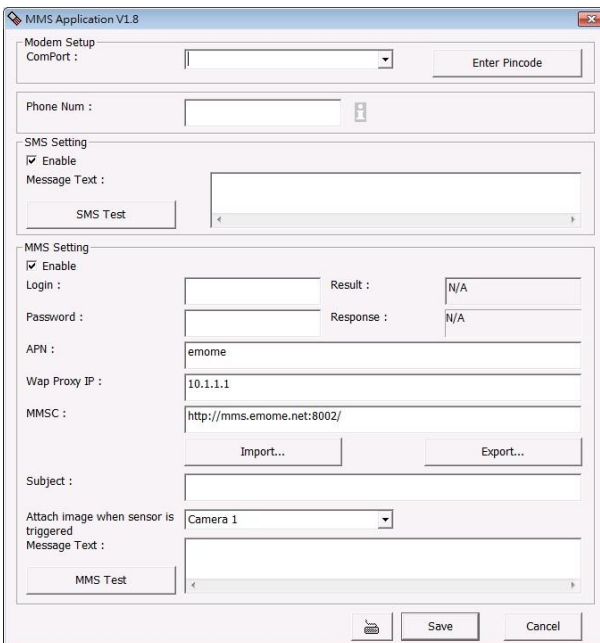 MMS Application V1.8
Modem Setup
ComPort :
Enter Pincode
Phone Num :
SMS Setting
Enable
Message Text :
SMS Test
MMS Setting
Enable
Login :
Result :
N/A
Password :
Response :
N/A
APN :
emome
Wap Proxy IP :
10.1.1.1
MMSC :
http://mms.emome.net:8002/
Import...
Export...
Subject :
Attach image when sensor is
triggered
Camera 1
Message Text :
MMS Test
Save
Cancel